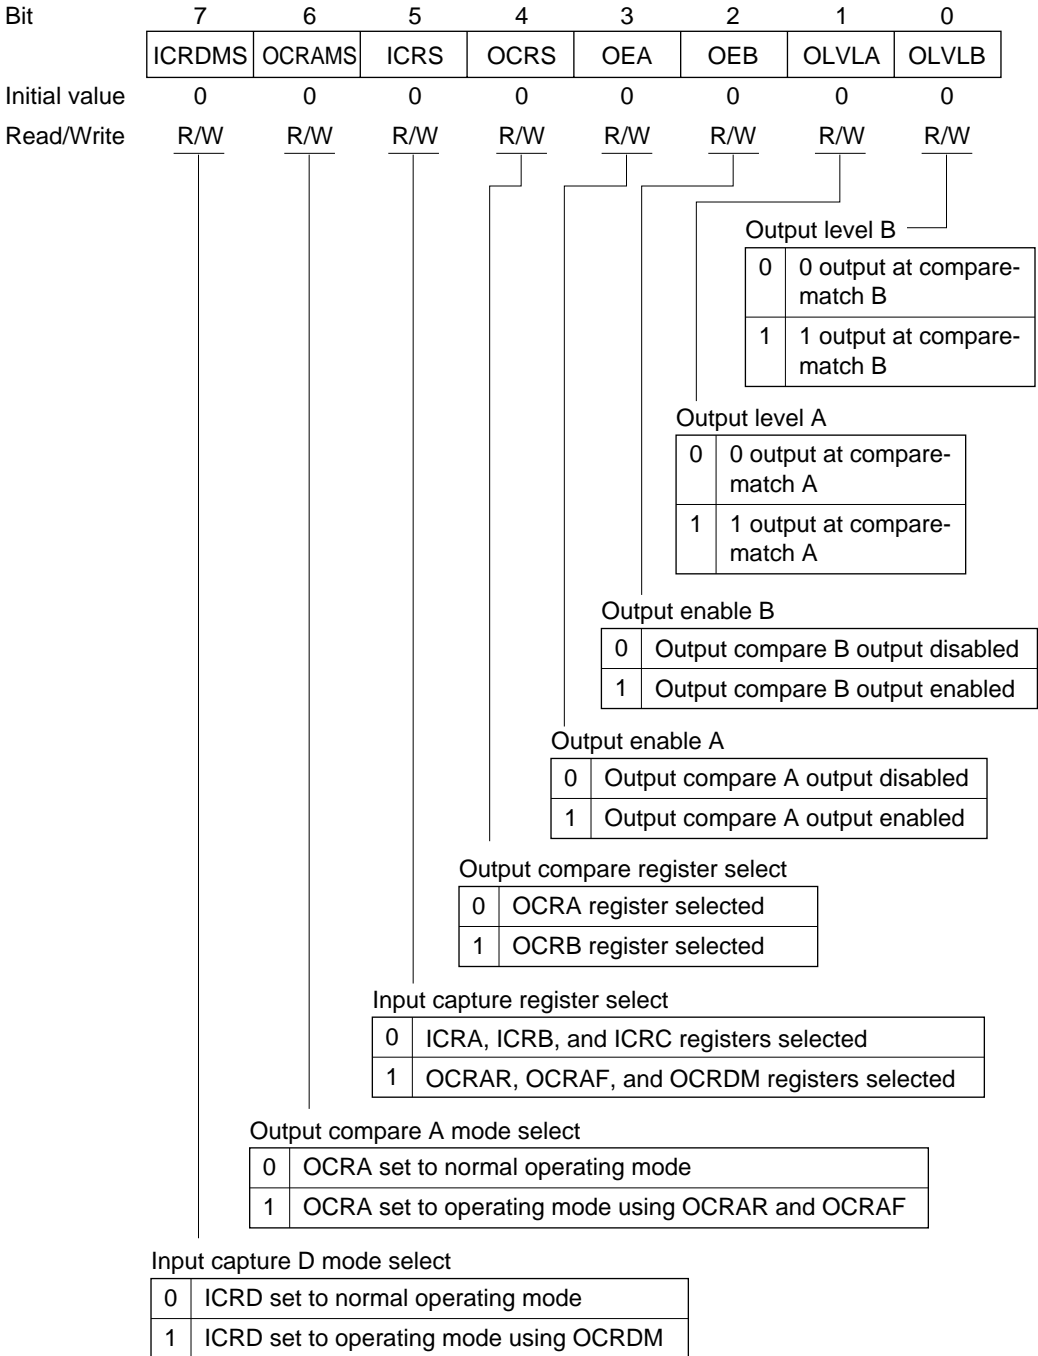 Bit 7 6 5 4 3 2 1 0
ICRDMS OCRAMS ICRS OCRS OEA OEB OLVLA OLVLB
Initial value 0 0 0 0 0 0 0 0
Read/Write R/W R/W R/W R/W R/W R/W R/W R/W
Output level B
0 0 output at compare-
match B
1 1 output at compare-
match B
Output level A
0 0 output at compare-
match A
1 1 output at compare-
match A
Output enable B
0 Output compare B output disabled
1 Output compare B output enabled
Output enable A
0 Output compare A output disabled
1 Output compare A output enabled
Output compare register select
0 OCRA register selected
1 OCRB register selected
Input capture register select
0 ICRA, ICRB, and ICRC registers selected
1 OCRAR, OCRAF, and OCRDM registers selected
Output compare A mode select
0 OCRA set to normal operating mode
1 OCRA set to operating mode using OCRAR and OCRAF
Input capture D mode select
0 ICRD set to normal operating mode
1 ICRD set to operating mode using OCRDM